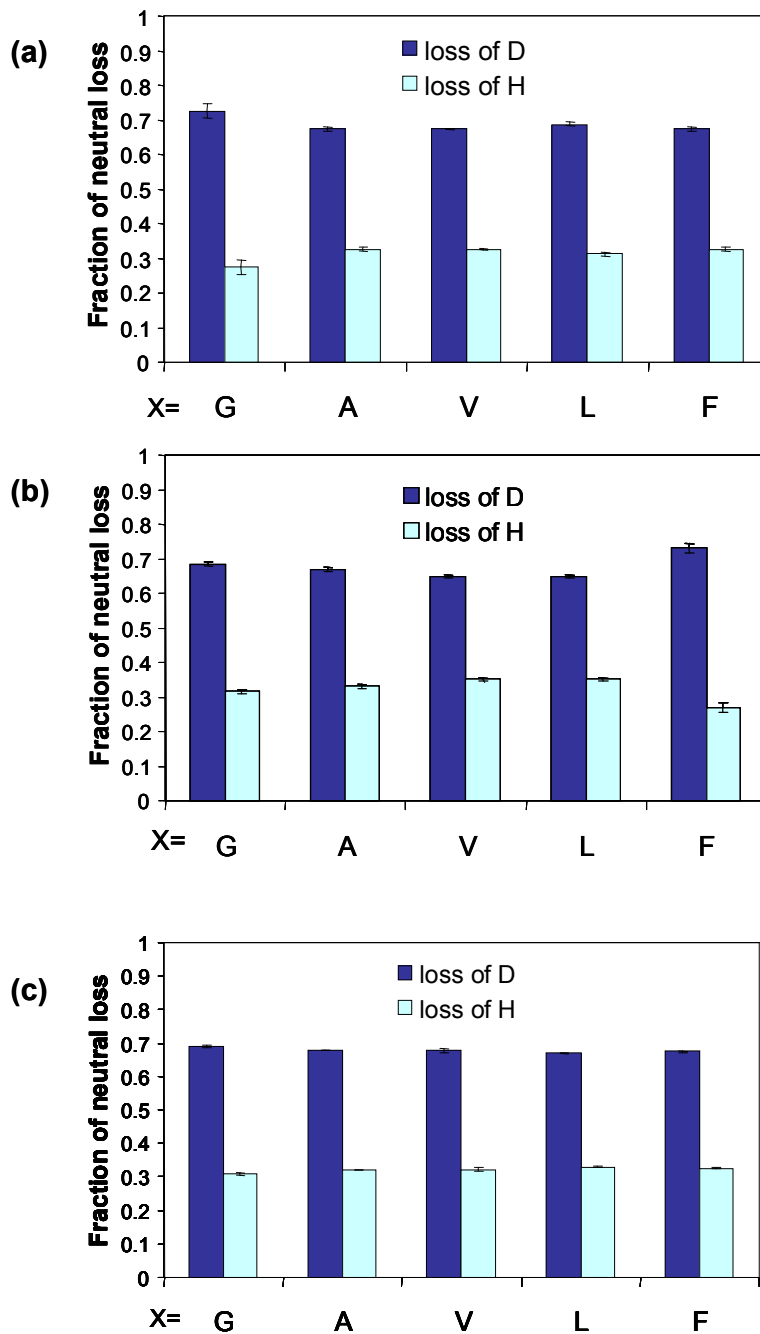 (a)
Fraction of neutral loss
1
0.9
0.8
0.7
0.6
0.5
0.4
0.3
0.2
0.1
0
loss of D
loss of H
X= G A V L F
(b)
Fraction of neutral loss
1
0.9
0.8
0.7
0.6
0.5
0.4
0.3
0.2
0.1
0
loss of D
loss of H
X= G A V L F
(c)
Fraction of neutral loss
1
0.9
0.8
0.7
0.6
0.5
0.4
0.3
0.2
0.1
0
loss of D
loss of H
X= G A V L F